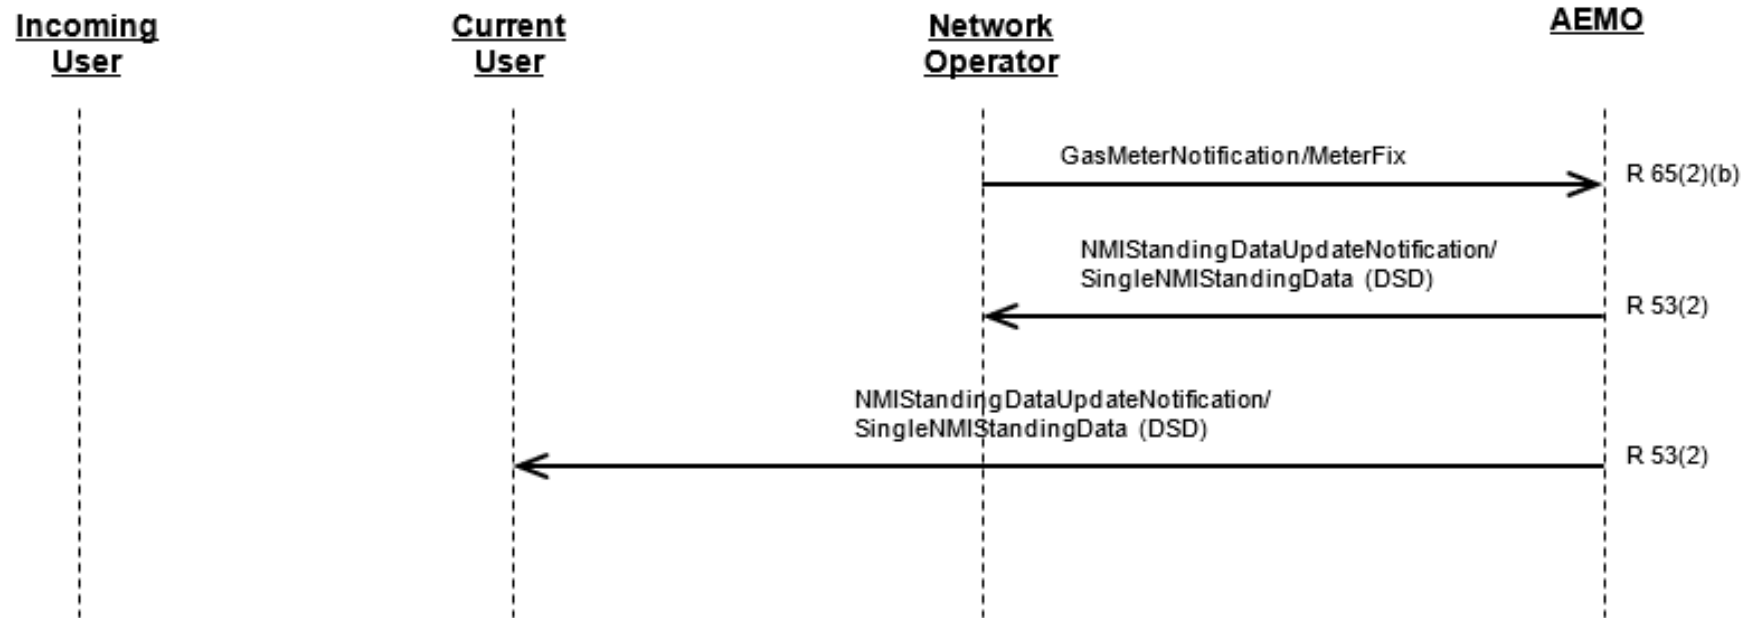 Incoming
User
Current
User
Network
Operator
AEMO
GasMeterNotification/MeterFix
R 65(2)(b)
NMIStandingDataUpdateNotification/
SingleNMIStandingData (DSD)
R 53(2)
NMIStandingDataUpdateNotification/
SingleNMIStandingData (DSD)
R 53(2)